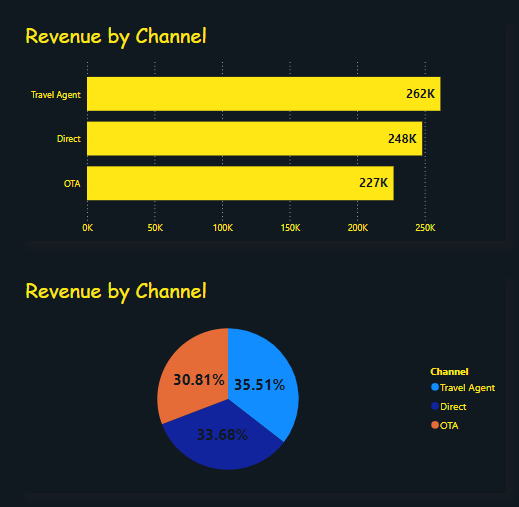 Revenue by Channel
Travel Agent 262K
Direct 248K
OTA 227K
0K 50K 100K 150K 200K 250K
Revenue by Channel
30.81% 35.51%
33.68%
Channel
Travel Agent
Direct
OTA